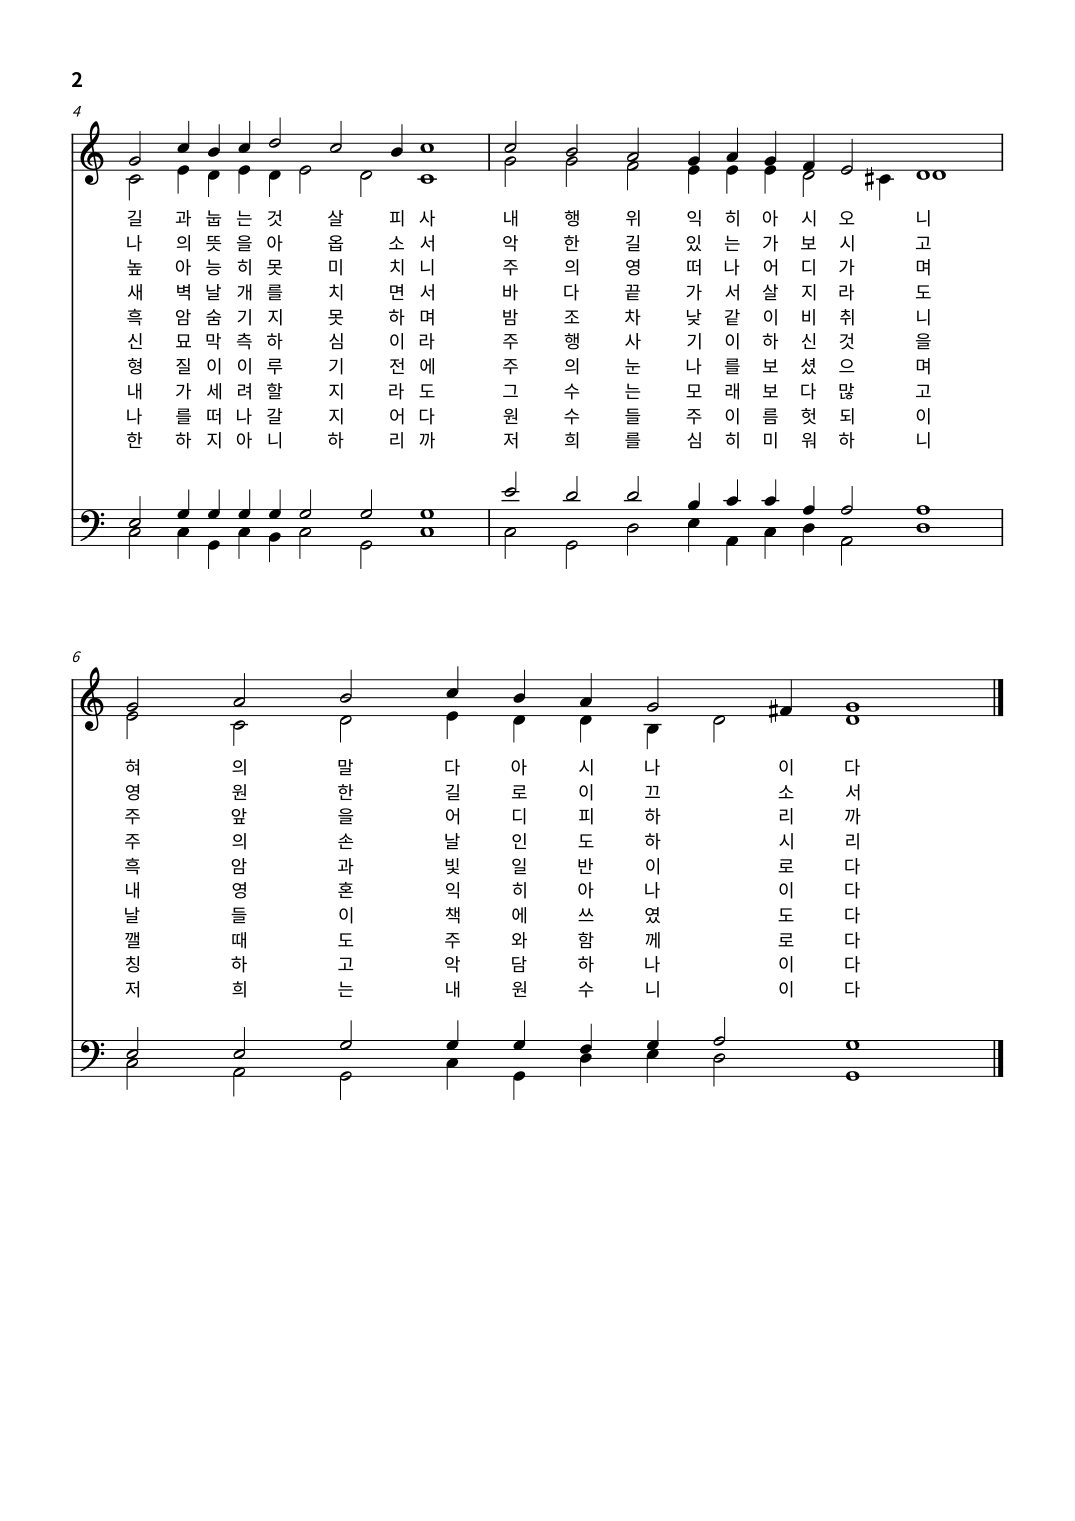 2
4
길 과 눕 는 것 살 피 사 내 행 위 익 히 아 시 오 니
나 의 뜻 을 아 옵 소 서 악 한 길 있 는 가 보 시 고
높 아 능 히 못 미 치 니 주 의 영 떠 나 어 디 가 며
새 벽 날 개 를 치 면 서 바 다 끝 가 서 살 지 라 도
흑 암 숨 기 지 못 하 며 밤 조 차 낮 같 이 비 취 니
신 묘 막 측 하 심 이 라 주 행 사 기 이 하 신 것 을
형 질 이 이 루 기 전 에 주 의 눈 나 를 보 셨 으 며
내 가 세 려 할 지 라 도 그 수 는 모 래 보 다 많 고
나 를 떠 나 갈 지 어 다 원 수 들 주 이 름 헛 되 이
한 하 지 아 니 하 리 까 저 희 를 심 히 미 워 하 니
6
혀 의 말 다 아 시 나 이 다
영 원 한 길 로 이 끄 소 서
주 앞 을 어 디 피 하 리 까
주 의 손 날 인 도 하 시 리
흑 암 과 빛 일 반 이 로 다
내 영 혼 익 히 아 나 이 다
날 들 이 책 에 쓰 였 도 다
깰 때 도 주 와 함 께 로 다
칭 하 고 악 담 하 나 이 다
저 희 는 내 원 수 니 이 다